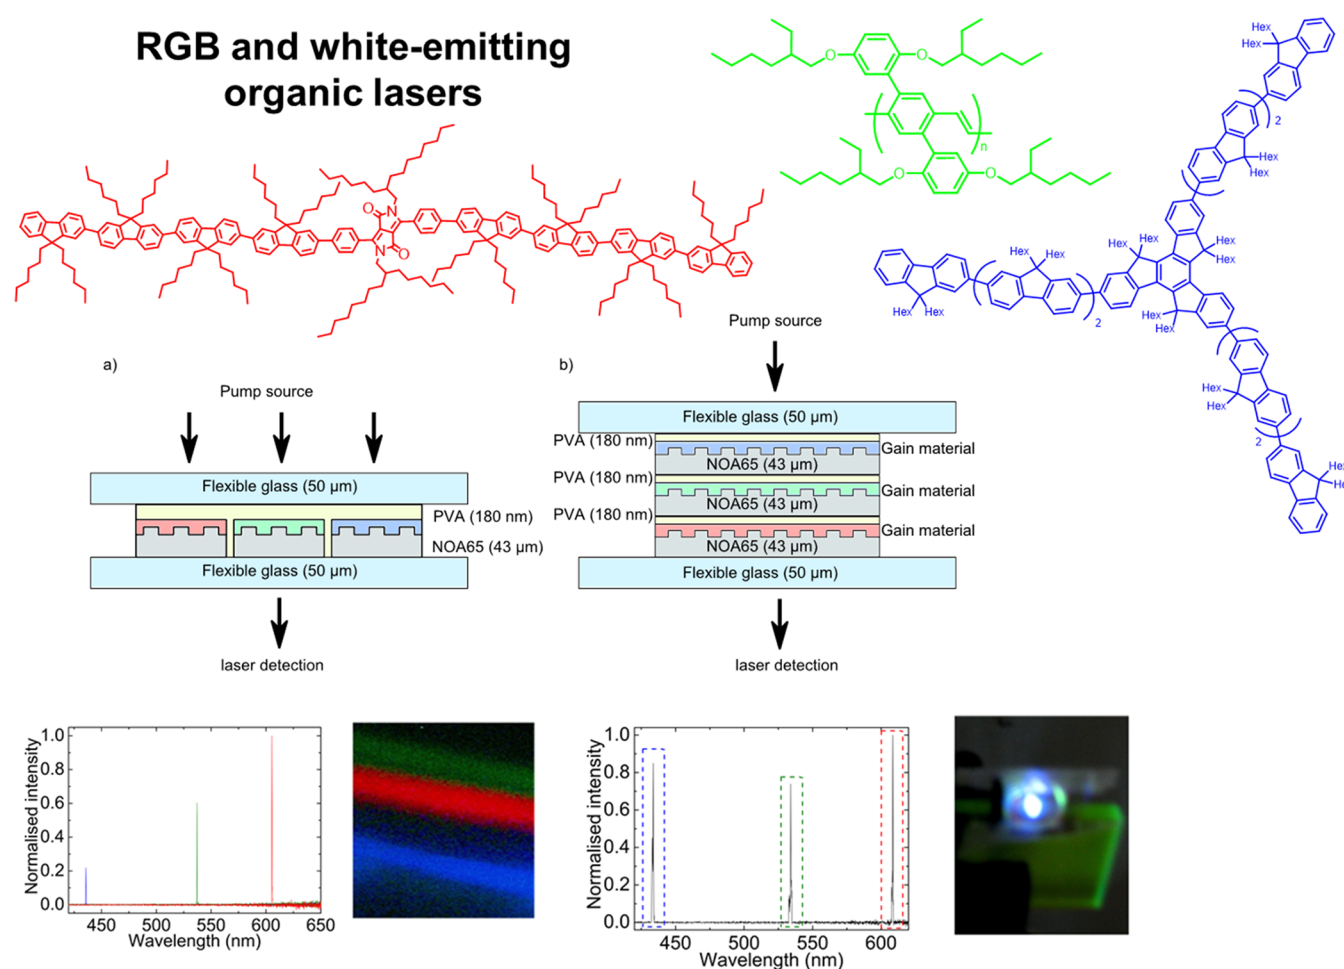 RGB and white-emitting
organic lasers
O
O
n
O
O
O
N
N
O
Hex
Hex
2
Hex
Hex
Hex
Hex
Hex
Hex
Hex
Hex
Hex
Hex
Hex
Hex
2
Hex
Hex
Hex
Hex
2
Hex
He
a)
Pump source
Flexible glass (50 µm)
PVA (180 nm)
NOA65 (43 µm)
Flexible glass (50 µm)
laser detection
b)
Pump source
Flexible glass (50 µm)
PVA (180 nm)
Gain material
NOA65 (43 µm)
PVA (180 nm)
Gain material
NOA65 (43 µm)
PVA (180 nm)
Gain material
NOA65 (43 µm)
Flexible glass (50 µm)
laser detection
Normalised intensity
1.0
0.8
0.6
0.4
0.2
0.0
450 500 550 600 650
Wavelength (nm)
Normalised intensity
1.0
0.8
0.6
0.4
0.2
0.0
450 500 550 600
Wavelength (nm)